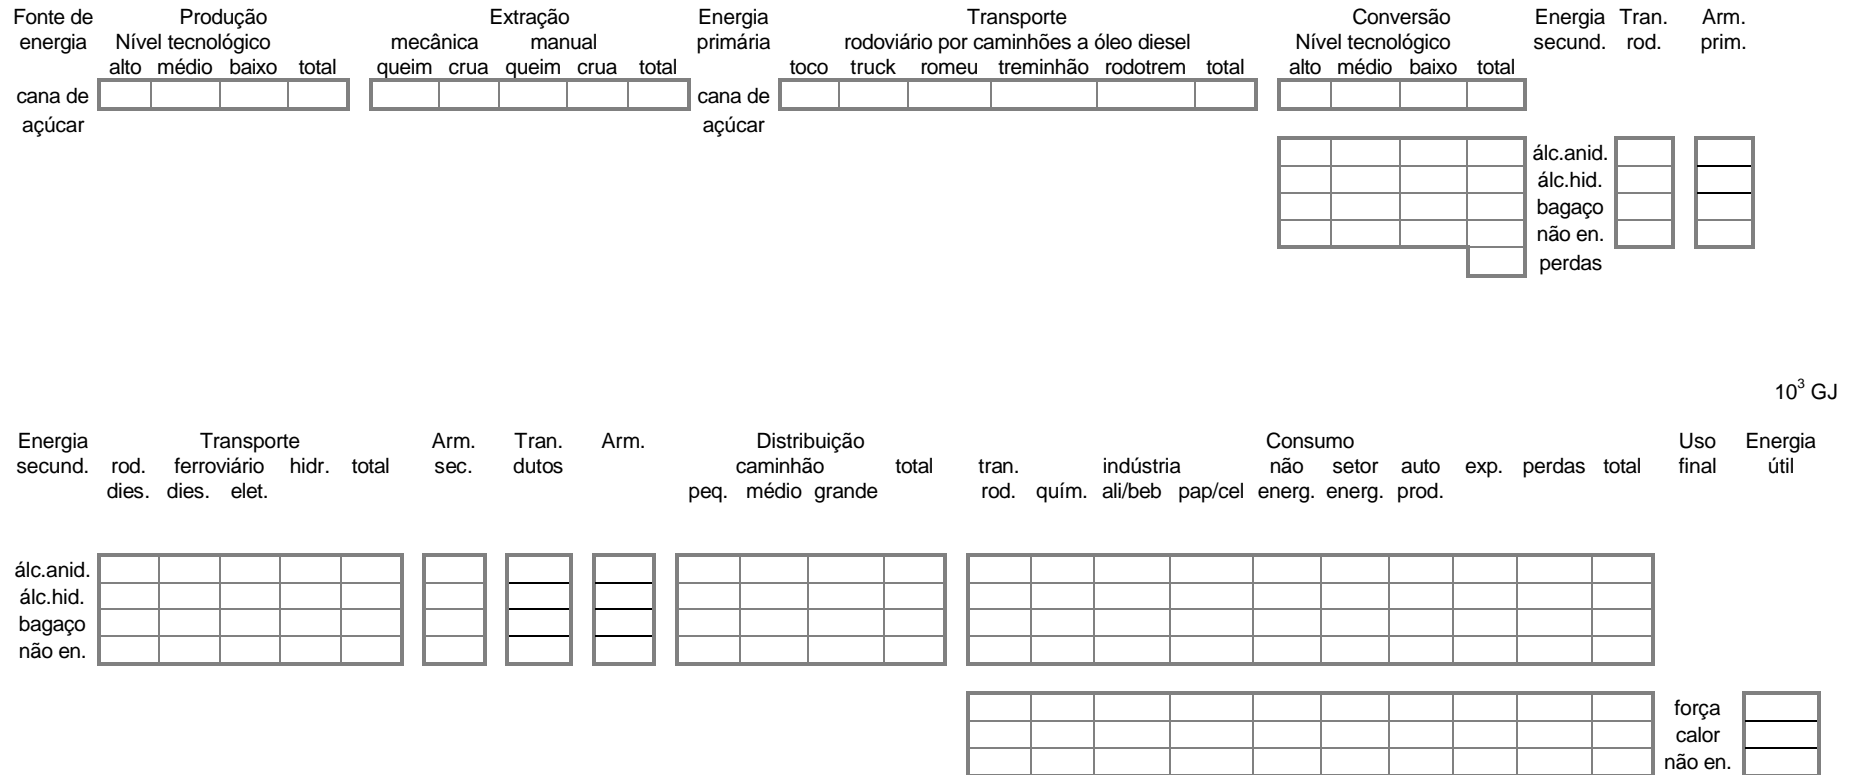 Fonte de Produção Extração Energia Transporte Conversão Energia Tran. Arm.
energia Nível tecnológico mecânica manual primária rodoviário por caminhões a óleo diesel Nível tecnológico secund. rod. prim.
alto médio baixo total queim crua queim crua total toco truck romeu treminhão rodotrem total alto médio baixo total
cana de cana de
açúcar açúcar
álc.anid.
álc.hid.
bagaço
não en.
perdas
10³ GJ
Energia Transporte Arm. Tran. Arm. Distribuição Consumo Uso Energia
secund. rod. ferroviário hidr. total sec. dutos caminhão total tran. indústria não setor auto exp. perdas total final útil
dies. dies. elet. peq. médio grande rod. quím. ali/beb pap/cel energ. energ. prod.
álc.anid.
álc.hid.
bagaço
não en.
força
calor
não en.